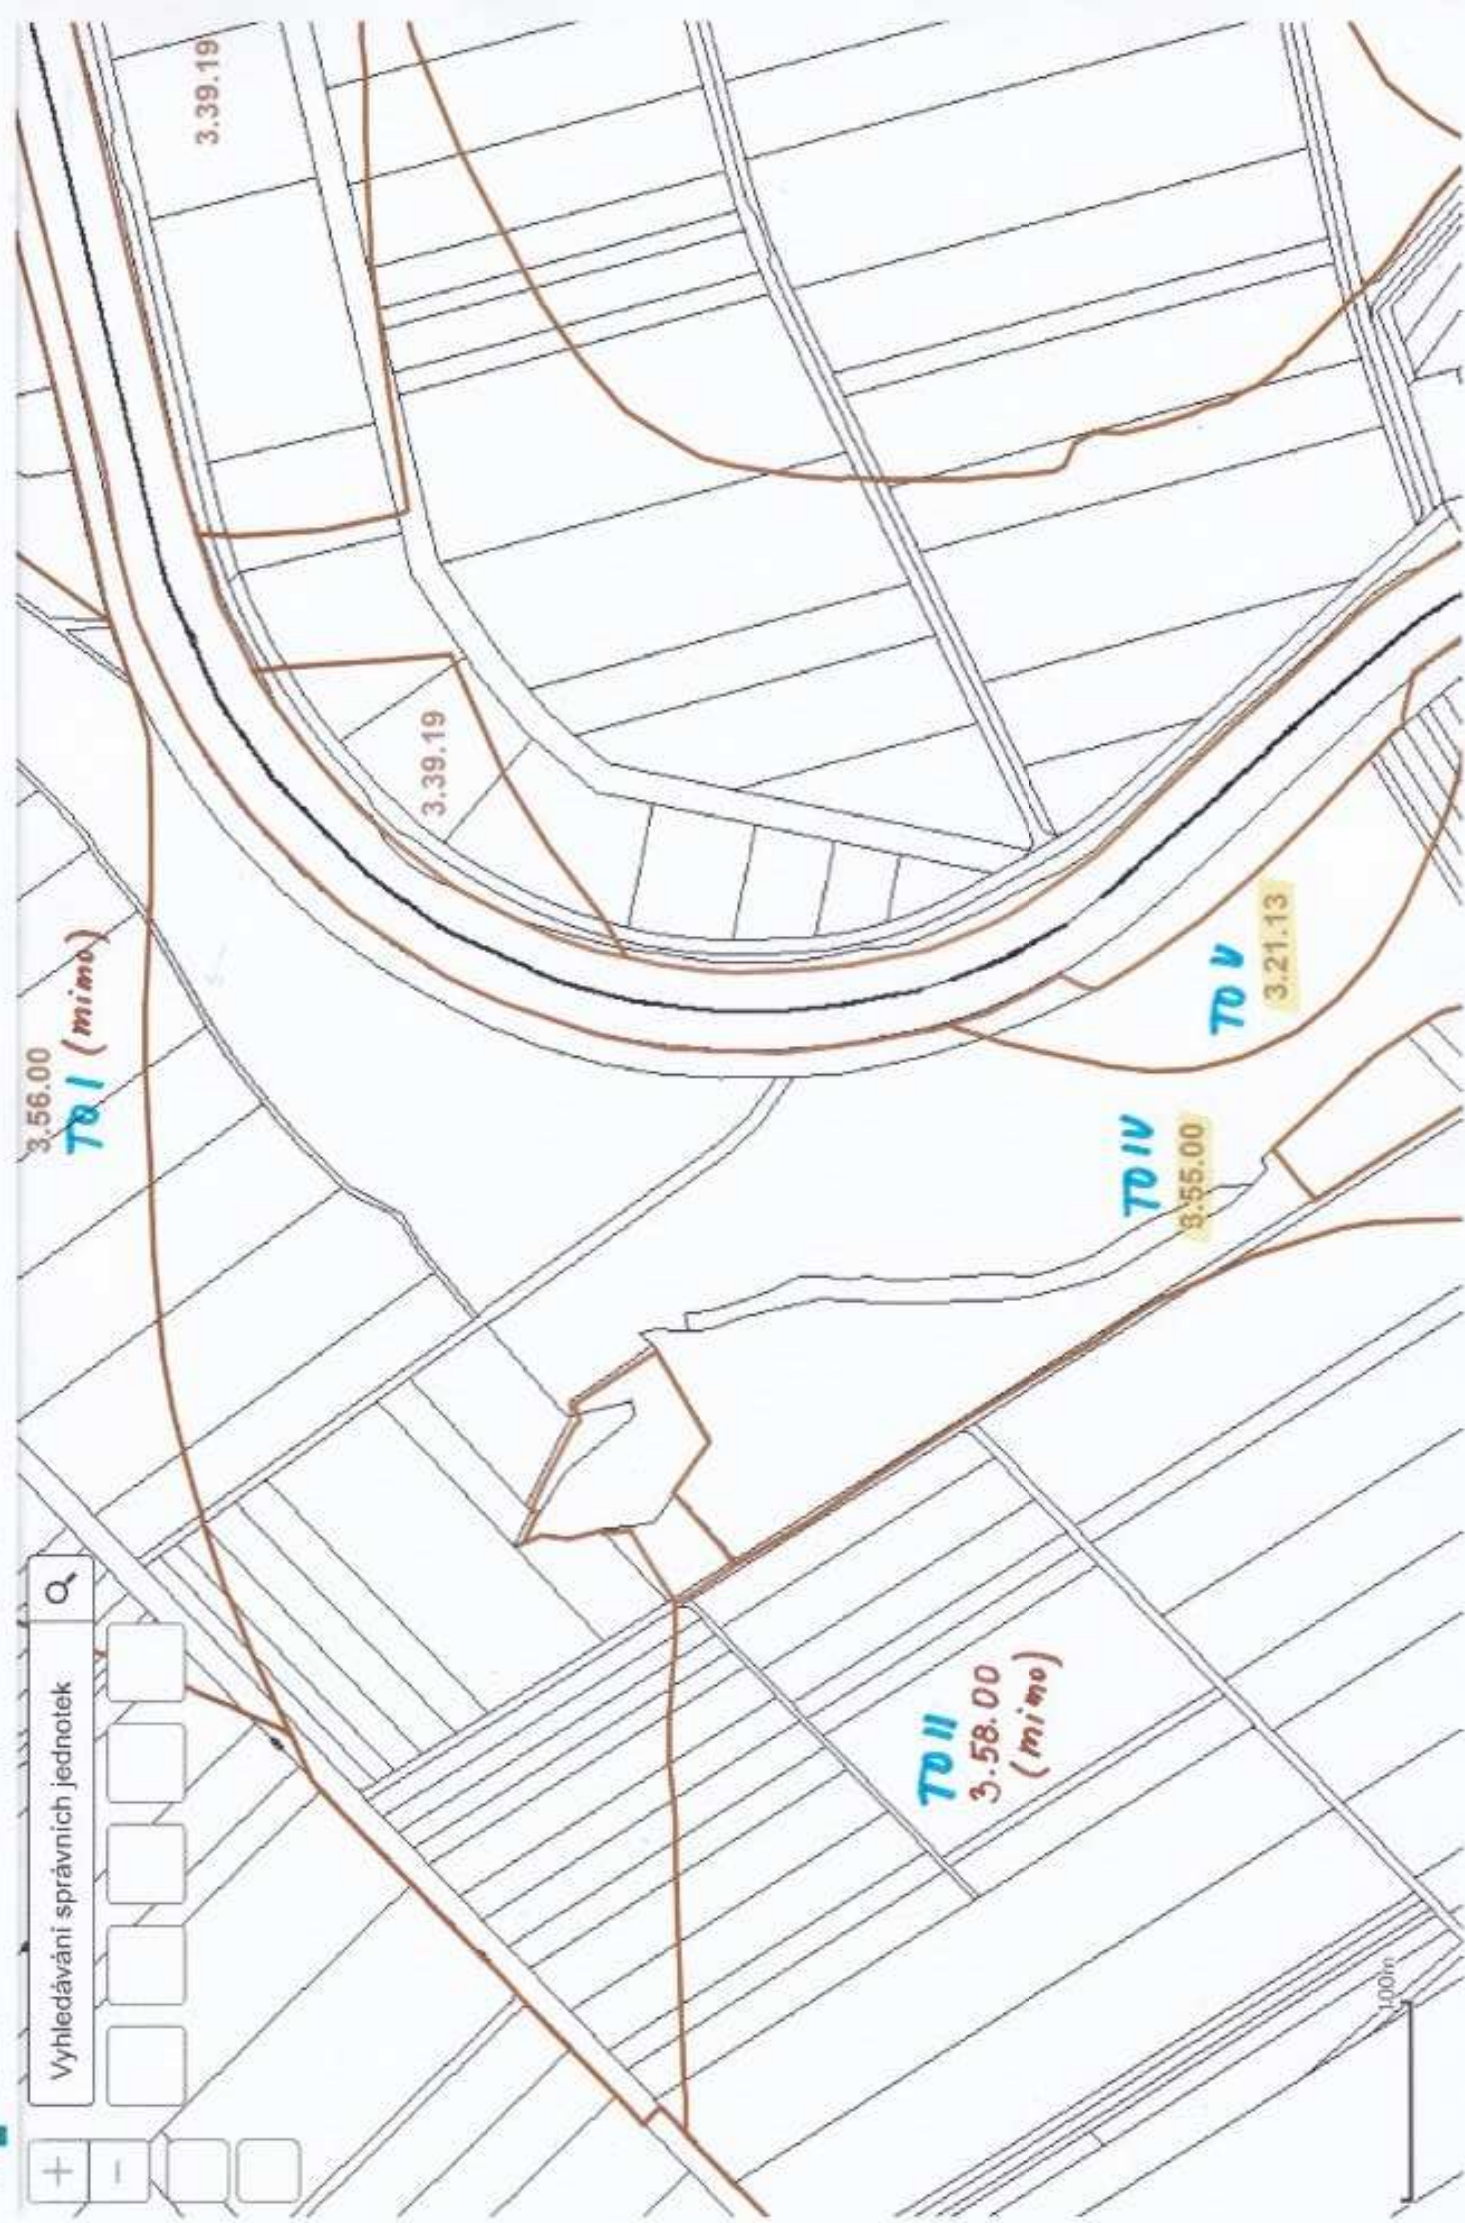 Vyhledávání správních jednotek
3.56.00
TO I (mimo)
3.39.19
3.39.19
TO II
3.58.00
(mimo)
TO IV
3.55.00
TO V
3.21.13
100m